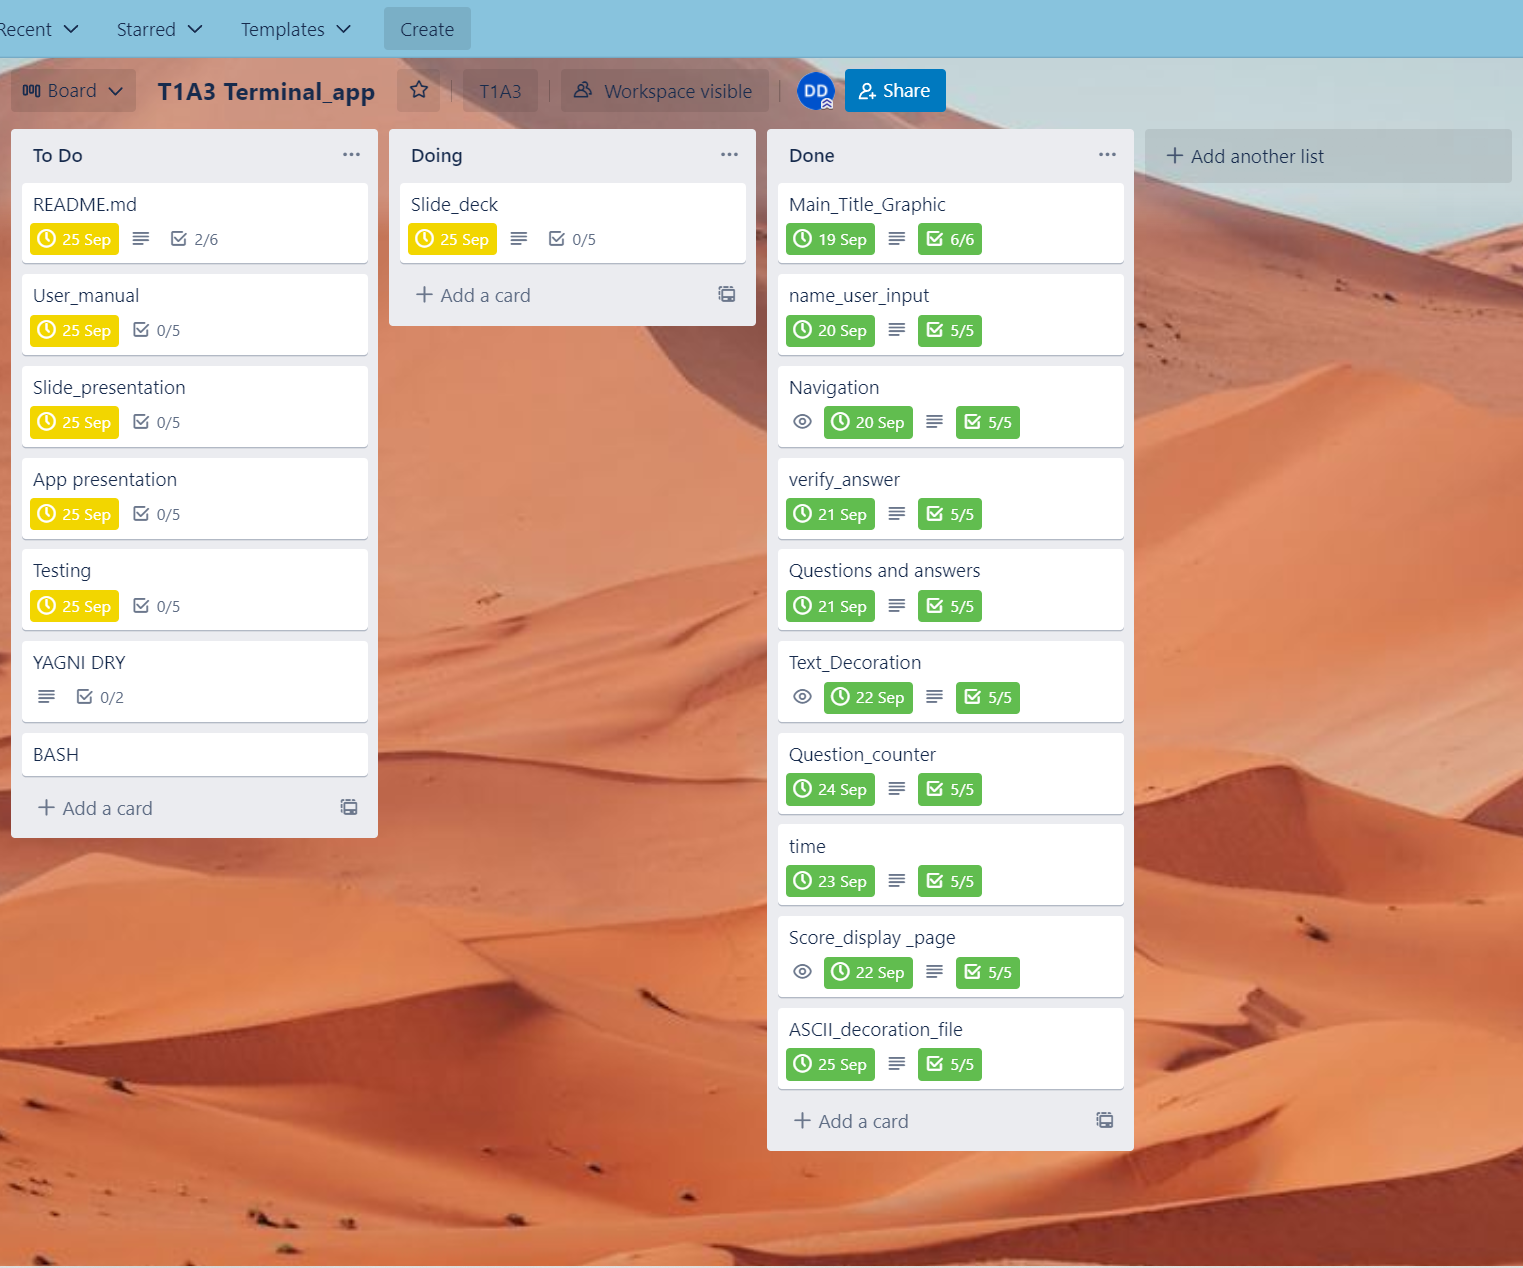 Recent Starred Templates Create
Board T1A3 Terminal_app T1A3 Workspace visible DD Share
To Do
README.md
25 Sep 2/6
User_manual
25 Sep 0/5
Slide_presentation
25 Sep 0/5
App presentation
25 Sep 0/5
Testing
25 Sep 0/5
YAGNI DRY
0/2
BASH
Add a card
Doing
Slide_deck
25 Sep 0/5
Add a card
Done
Main_Title_Graphic
19 Sep 6/6
name_user_input
20 Sep 5/5
Navigation
20 Sep 5/5
verify_answer
21 Sep 5/5
Questions and answers
21 Sep 5/5
Text_Decoration
22 Sep 5/5
Question_counter
24 Sep 5/5
time
23 Sep 5/5
Score_display _page
22 Sep 5/5
ASCII_decoration_file
25 Sep 5/5
Add a card
Add another list